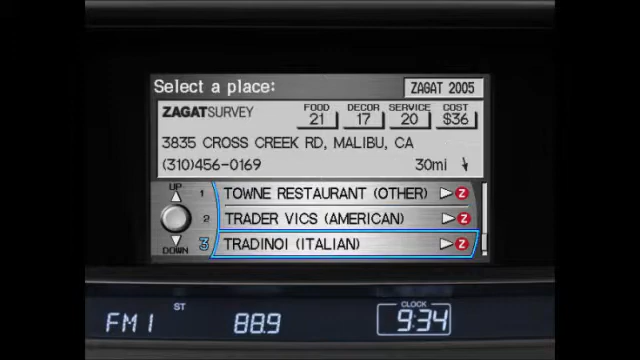 Select a place: ZAGAT 2005
ZAGATSURVEY FOOD 21 DECOR 17 SERVICE 20 COST $36
3835 CROSS CREEK RD, MALIBU, CA
(310)456-0169 30mi
UP
1 TOWNE RESTAURANT (OTHER) Z
2 TRADER VICS (AMERICAN) Z
3 TRADINOI (ITALIAN) Z
DOWN
FM1 ST 88.9 CLOCK 9:34